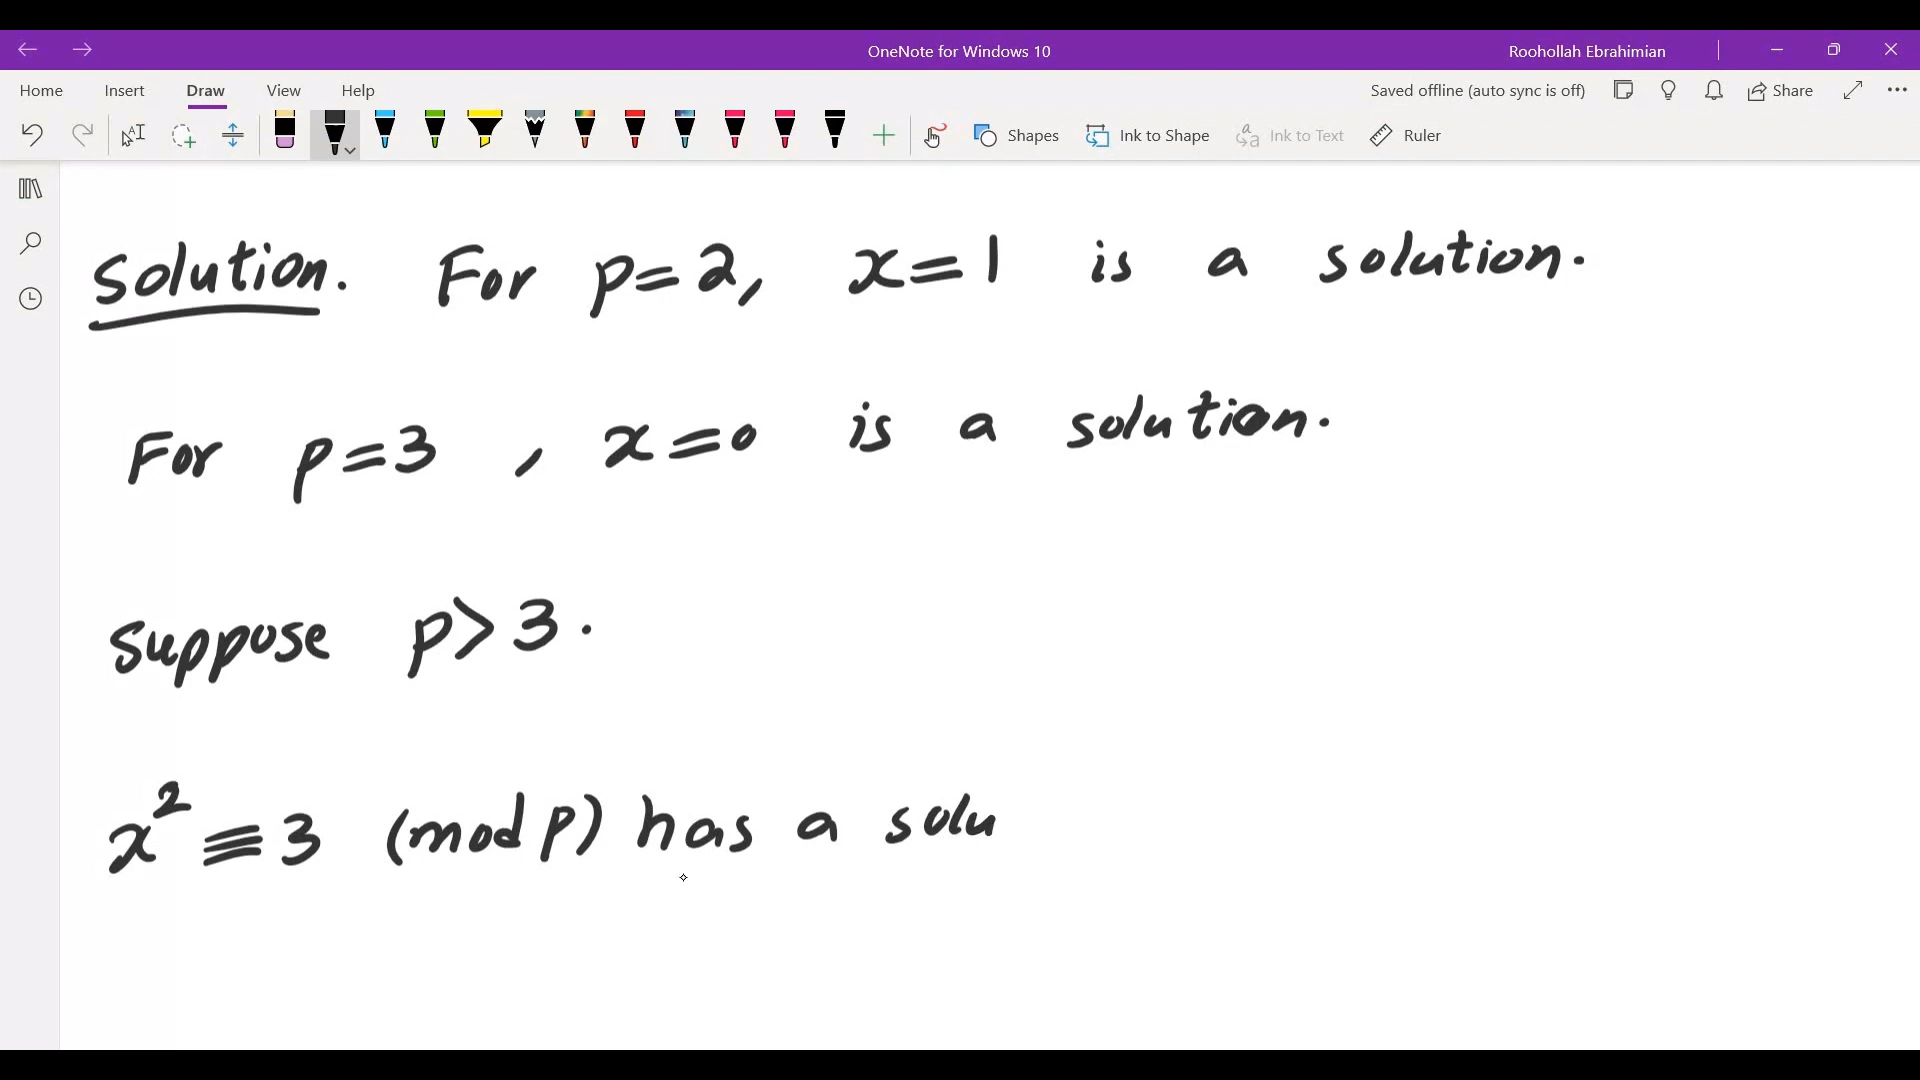 OneNote for Windows 10
Roohollah Ebrahimian
Home Insert Draw View Help
Saved offline (auto sync is off) Share
Shapes Ink to Shape Ink to Text Ruler
Solution. For p=2, x=1 is a solution.
For p=3, x=0 is a solution.
Suppose p>3.
x² ≡ 3 (mod p) has a solu